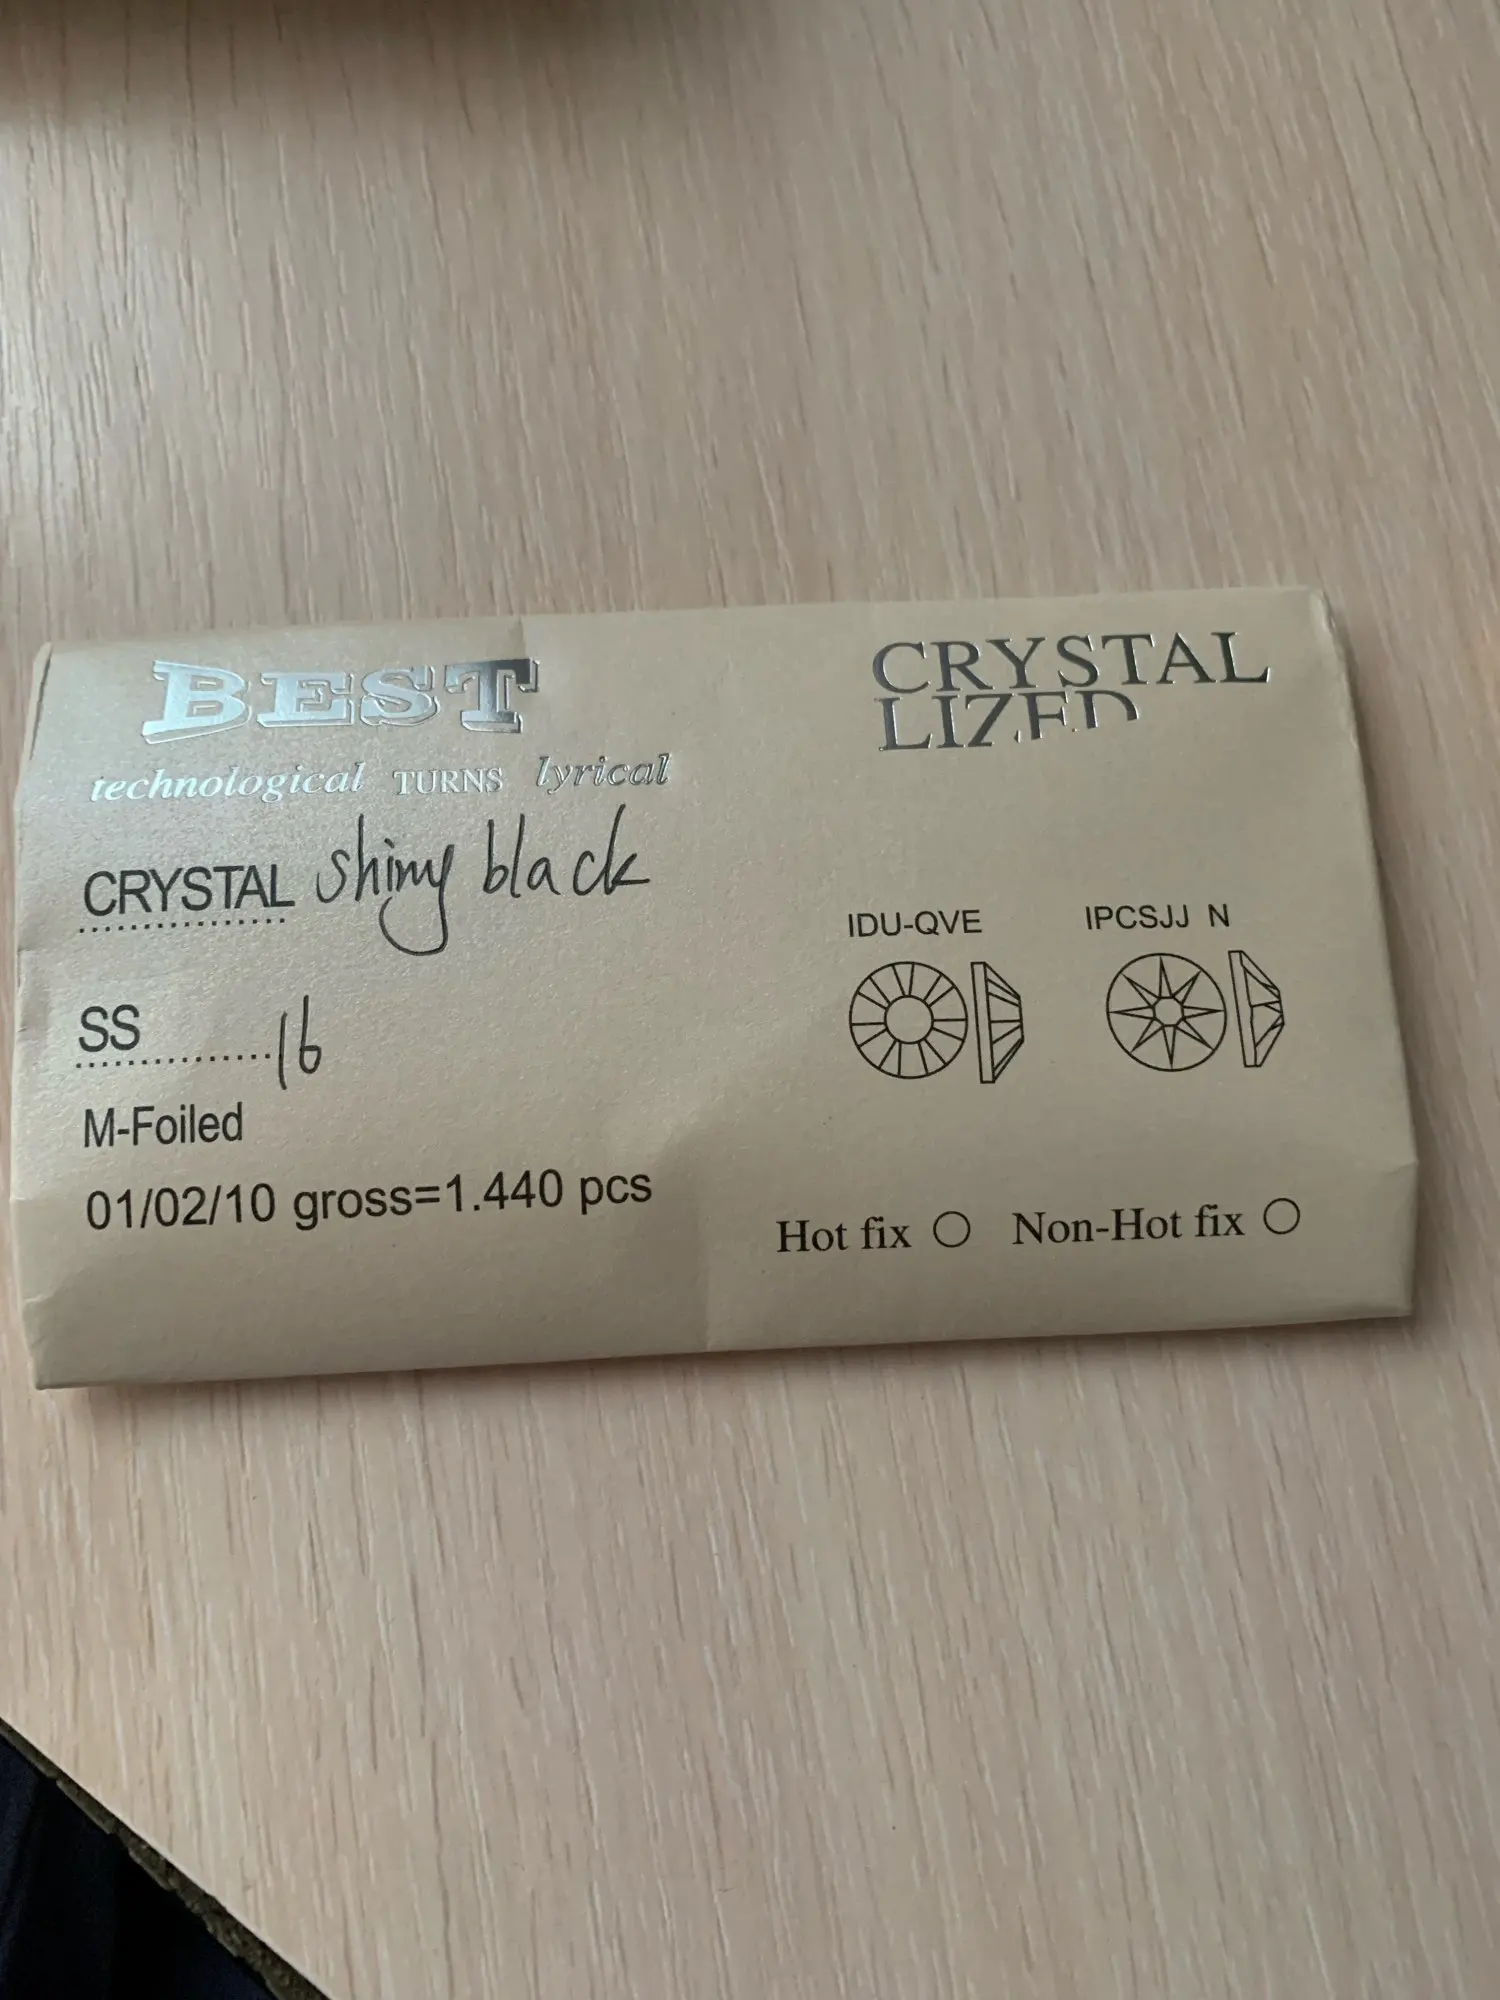 BEST
technological TURNS lyrical
CRYSTAL shiny black
SS............16
M-Foiled
01/02/10 gross=1.440 pcs
CRYSTAL
LIZED
IDU-QVE
IPCSJJ N
Hot fix ○ Non-Hot fix ○